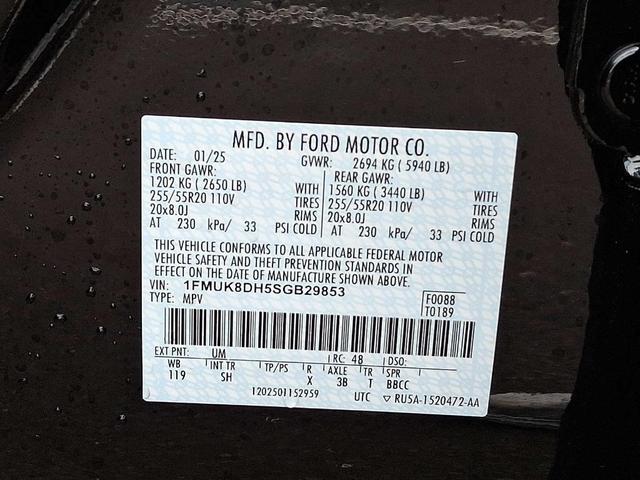 MFD. BY FORD MOTOR CO.
DATE: 01/25 GVWR: 2694 KG ( 5940 LB)
FRONT GAWR: REAR GAWR:
1202 KG ( 2650 LB) WITH 1560 KG ( 3440 LB) WITH
255/55R20 110V TIRES 255/55R20 110V TIRES
20x8.0J RIMS 20x8.0J RIMS
AT 230 kPa/ 33 PSI COLD AT 230 kPa/ 33 PSI COLD
THIS VEHICLE CONFORMS TO ALL APPLICABLE FEDERAL MOTOR
VEHICLE SAFETY AND THEFT PREVENTION STANDARDS IN
EFFECT ON THE DATE OF MANUFACTURE SHOWN ABOVE.
VIN: 1FMUK8DH5SGB29853 F0088
TYPE: MPV T0189
EXT PNT: UM RC: 48 DSO:
WB INT TR TP/PS R AXLE TR SPR
119 SH X 3B T BBCC
1202501152959 UTC ▽ RU5A-1520472-AA